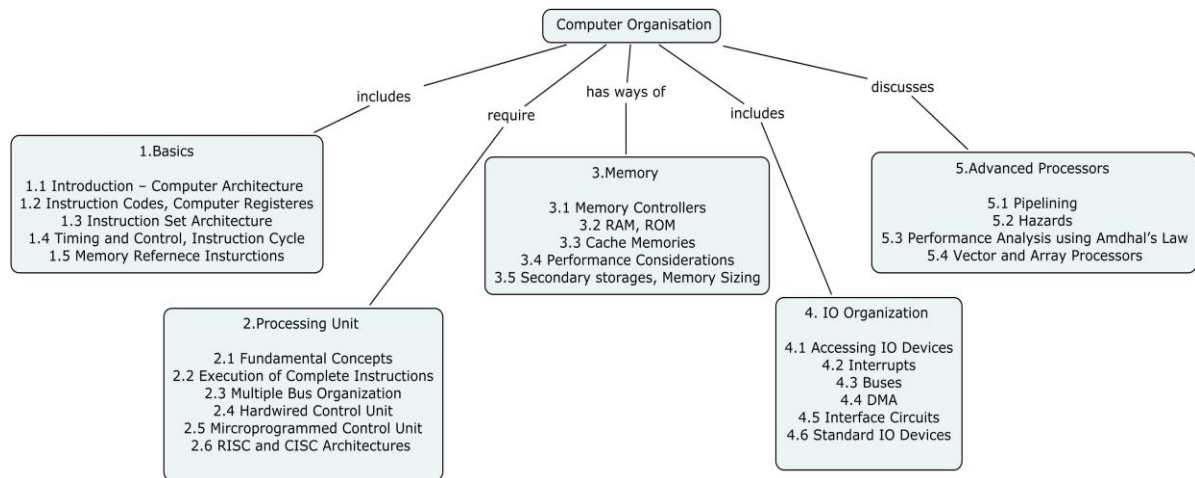 Computer Organisation
includes
require
has ways of
includes
discusses
1.Basics
1.1 Introduction – Computer Architecture
1.2 Instruction Codes, Computer Registeres
1.3 Instruction Set Architecture
1.4 Timing and Control, Instruction Cycle
1.5 Memory Refernece Insturctions
2.Processing Unit
2.1 Fundamental Concepts
2.2 Execution of Complete Instructions
2.3 Multiple Bus Organization
2.4 Hardwired Control Unit
2.5 Mircroprogrammed Control Unit
2.6 RISC and CISC Architectures
3.Memory
3.1 Memory Controllers
3.2 RAM, ROM
3.3 Cache Memories
3.4 Performance Considerations
3.5 Secondary storages, Memory Sizing
4. IO Organization
4.1 Accessing IO Devices
4.2 Interrupts
4.3 Buses
4.4 DMA
4.5 Interface Circuits
4.6 Standard IO Devices
5.Advanced Processors
5.1 Pipelining
5.2 Hazards
5.3 Performance Analysis using Amdhal's Law
5.4 Vector and Array Processors